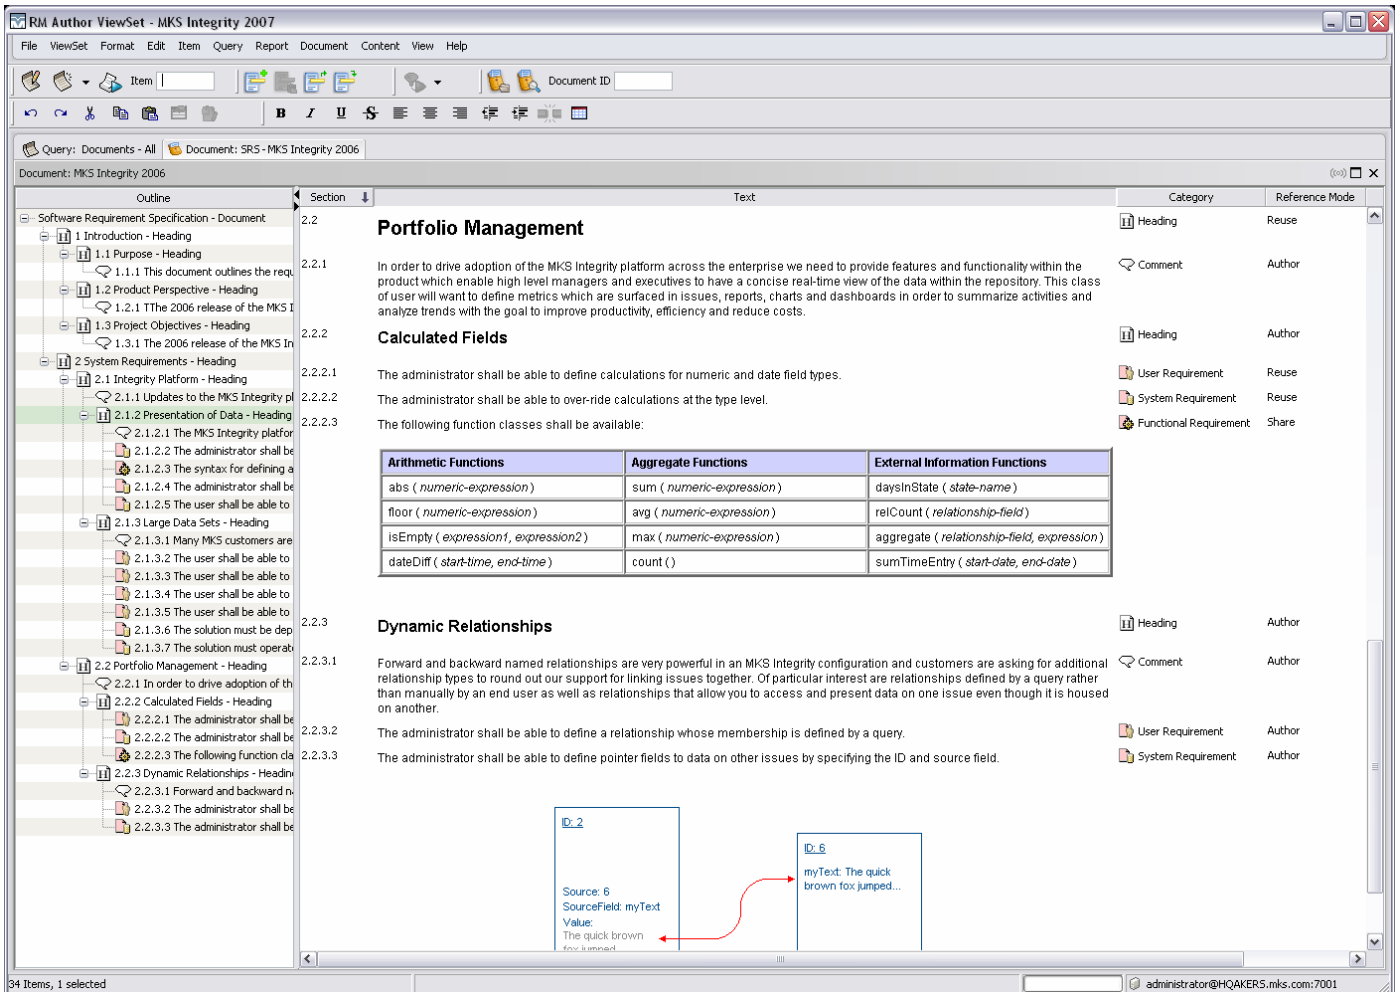 RM Author ViewSet - MKS Integrity 2007
File ViewSet Format Edit Item Query Report Document Content View Help
Item Document ID
B I U S
Query: Documents - All Document: SRS - MKS Integrity 2006
Document: MKS Integrity 2006
Outline
Software Requirement Specification - Document
1 Introduction - Heading
1.1 Purpose - Heading
1.1.1 This document outlines the requ
1.2 Product Perspective - Heading
1.2.1 TThe 2006 release of the MKS I
1.3 Project Objectives - Heading
1.3.1 The 2006 release of the MKS In
2 System Requirements - Heading
2.1 Integrity Platform - Heading
2.1.1 Updates to the MKS Integrity pl
2.1.2 Presentation of Data - Heading
2.1.2.1 The MKS Integrity platfor
2.1.2.2 The administrator shall be
2.1.2.3 The syntax for defining a
2.1.2.4 The administrator shall be
2.1.2.5 The user shall be able to
2.1.3 Large Data Sets - Heading
2.1.3.1 Many MKS customers are
2.1.3.2 The user shall be able to
2.1.3.3 The user shall be able to
2.1.3.4 The user shall be able to
2.1.3.5 The user shall be able to
2.1.3.6 The solution must be dep
2.1.3.7 The solution must operat
2.2 Portfolio Management - Heading
2.2.1 In order to drive adoption of th
2.2.2 Calculated Fields - Heading
2.2.2.1 The administrator shall be
2.2.2.2 The administrator shall be
2.2.2.3 The following function cla
2.2.3 Dynamic Relationships - Headin
2.2.3.1 Forward and backward n
2.2.3.2 The administrator shall be
2.2.3.3 The administrator shall be
Section Text Category Reference Mode
2.2 Portfolio Management H Heading Reuse
2.2.1 In order to drive adoption of the MKS Integrity platform across the enterprise we need to provide features and functionality within the Comment Author
product which enable high level managers and executives to have a concise real-time view of the data within the repository. This class
of user will want to define metrics which are surfaced in issues, reports, charts and dashboards in order to summarize activities and
analyze trends with the goal to improve productivity, efficiency and reduce costs.
2.2.2 Calculated Fields H Heading Author
2.2.2.1 The administrator shall be able to define calculations for numeric and date field types. User Requirement Reuse
2.2.2.2 The administrator shall be able to over-ride calculations at the type level. System Requirement Reuse
2.2.2.3 The following function classes shall be available: Functional Requirement Share
Arithmetic Functions Aggregate Functions External Information Functions
abs ( numeric-expression ) sum ( numeric-expression ) daysInState ( state-name )
floor ( numeric-expression ) avg ( numeric-expression ) relCount ( relationship-field )
isEmpty ( expression1, expression2 ) max ( numeric-expression ) aggregate ( relationship-field, expression )
dateDiff ( start-time, end-time ) count () sumTimeEntry ( start-date, end-date )
2.2.3 Dynamic Relationships H Heading Author
2.2.3.1 Forward and backward named relationships are very powerful in an MKS Integrity configuration and customers are asking for additional Comment Author
relationship types to round out our support for linking issues together. Of particular interest are relationships defined by a query rather
than manually by an end user as well as relationships that allow you to access and present data on one issue even though it is housed
on another.
2.2.3.2 The administrator shall be able to define a relationship whose membership is defined by a query. User Requirement Author
2.2.3.3 The administrator shall be able to define pointer fields to data on other issues by specifying the ID and source field. System Requirement Author
ID: 2
Source: 6
SourceField: myText
Value:
The quick brown
fox jumped
ID: 6
myText: The quick
brown fox jumped...
34 Items, 1 selected administrator@HQAKERS.mks.com:7001